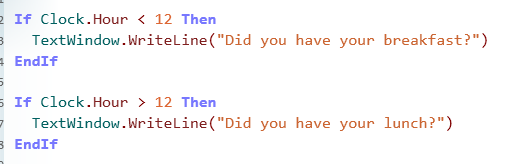 If Clock.Hour < 12 Then
TextWindow.WriteLine("Did you have your breakfast?")
EndIf
If Clock.Hour > 12 Then
TextWindow.WriteLine("Did you have your lunch?")
EndIf